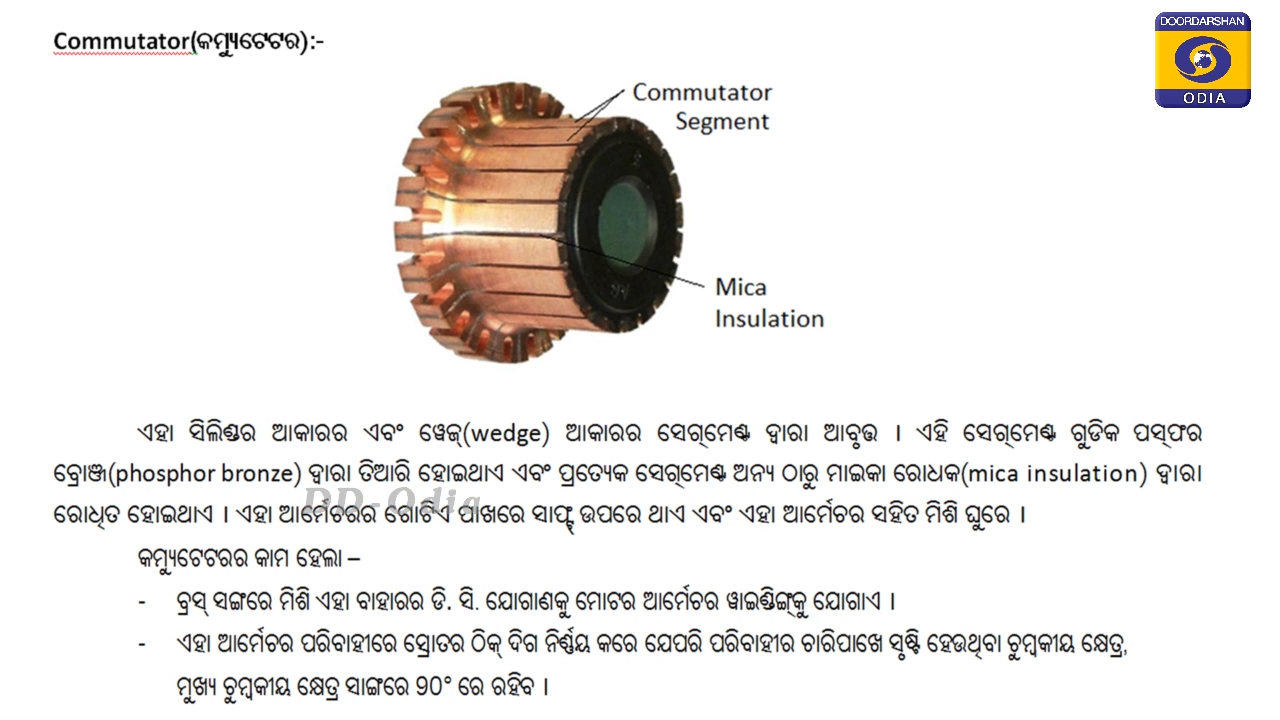 Commutator(କମ୍ୟୁଟେଟର):-
DOORDARSHAN
ODIA
Commutator
Segment
Mica
Insulation
ଏହା ସିଲିଣ୍ଡର ଆକାରର ଏବଂ ୱେଜ୍(wedge) ଆକାରର ସେଗ୍‌ମେଣ୍ଟ ଦ୍ୱାରା ଆବୃତ୍ତ । ଏହି ସେଗ୍‌ମେଣ୍ଟ ଗୁଡିକ ପସ୍‌ଫର
ବ୍ରୋଞ୍ଜ(phosphor bronze) ଦ୍ୱାରା ତିଆରି ହୋଇଥାଏ ଏବଂ ପ୍ରତ୍ୟେକ ସେଗ୍‌ମେଣ୍ଟ ଅନ୍ୟ ଠାରୁ ମାଇକା ରୋଧକ(mica insulation) ଦ୍ୱାରା
ରୋଧିତ ହୋଇଥାଏ । ଏହା ଆର୍ମେଚରର ଗୋଟିଏ ପାଖରେ ସାଫ୍ଟ୍ ଉପରେ ଥାଏ ଏବଂ ଏହା ଆର୍ମେଚର ସହିତ ମିଶି ଘୁରେ ।
DD-Odia
କମ୍ୟୁଟେଟରର କାମ ହେଲା –
- ବ୍ରସ୍ ସଙ୍ଗରେ ମିଶି ଏହା ବାହାରର ଡି. ସି. ଯୋଗାଣକୁ ମୋଟର ଆର୍ମେଚର ୱାଇଣ୍ଡିଙ୍ଗ୍‌କୁ ଯୋଗାଏ ।
- ଏହା ଆର୍ମେଚର ପରିବାହୀରେ ସ୍ରୋତର ଠିକ୍ ଦିଗ ନିର୍ଣ୍ଣୟ କରେ ଯେପରି ପରିବାହୀର ଚାରିପାଖେ ସୃଷ୍ଟି ହେଉଥିବା ଚୁମ୍ବକୀୟ କ୍ଷେତ୍ର,
ମୁଖ୍ୟ ଚୁମ୍ବକୀୟ କ୍ଷେତ୍ର ସାଙ୍ଗରେ 90° ରେ ରହିବ ।